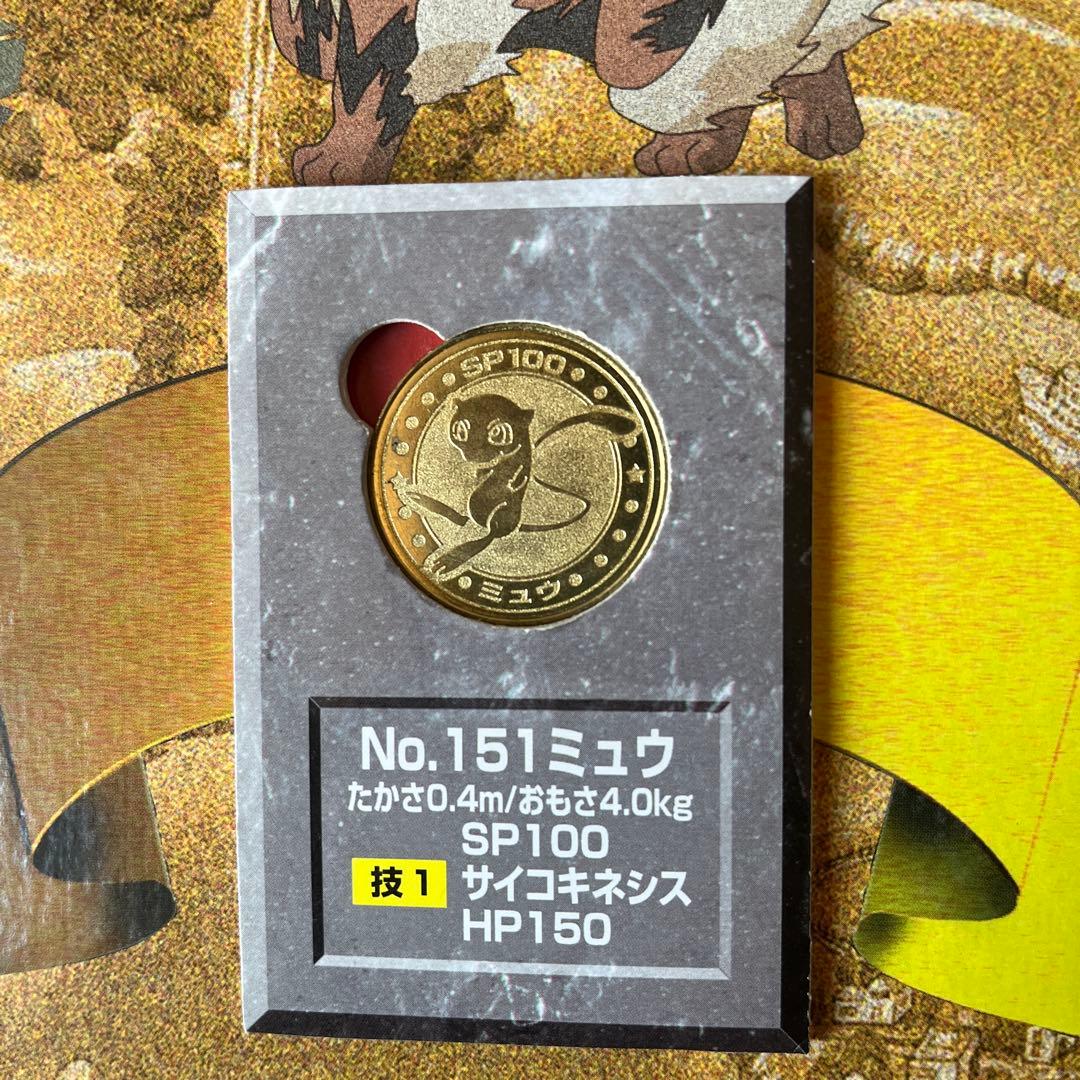 SP100
ミュウ
No.151ミュウ
たかさ0.4m/おもさ4.0kg
SP100
技1 サイコキネシス
HP150